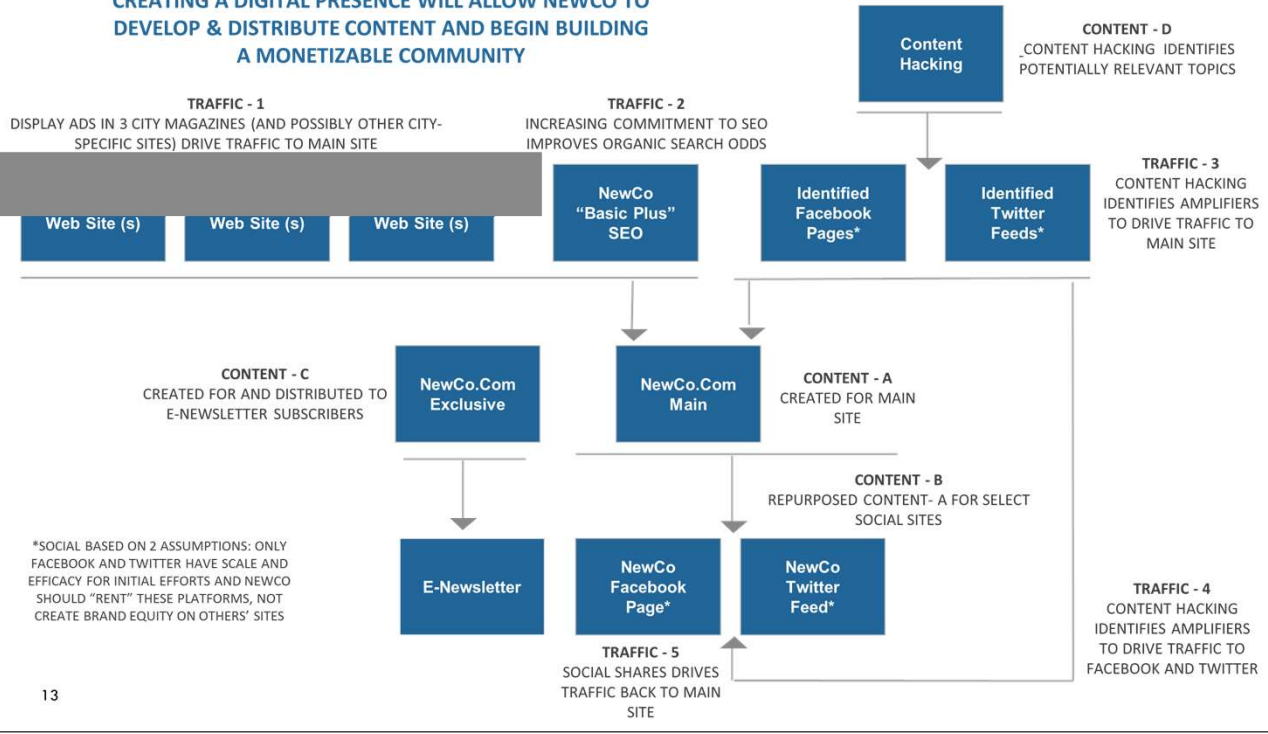 CREATING A DIGITAL PRESENCE WILL ALLOW NEWCO TO
DEVELOP & DISTRIBUTE CONTENT AND BEGIN BUILDING
A MONETIZABLE COMMUNITY
Content
Hacking
CONTENT - D
CONTENT HACKING IDENTIFIES
POTENTIALLY RELEVANT TOPICS
TRAFFIC - 1
DISPLAY ADS IN 3 CITY MAGAZINES (AND POSSIBLY OTHER CITY-
SPECIFIC SITES) DRIVE TRAFFIC TO MAIN SITE
TRAFFIC - 2
INCREASING COMMITMENT TO SEO
IMPROVES ORGANIC SEARCH ODDS
Web Site (s)
Web Site (s)
Web Site (s)
NewCo
“Basic Plus”
SEO
Identified
Facebook
Pages*
Identified
Twitter
Feeds*
TRAFFIC - 3
CONTENT HACKING
IDENTIFIES AMPLIFIERS
TO DRIVE TRAFFIC TO
MAIN SITE
CONTENT - C
CREATED FOR AND DISTRIBUTED TO
E-NEWSLETTER SUBSCRIBERS
NewCo.Com
Exclusive
NewCo.Com
Main
CONTENT - A
CREATED FOR MAIN
SITE
CONTENT - B
REPURPOSED CONTENT- A FOR SELECT
SOCIAL SITES
*SOCIAL BASED ON 2 ASSUMPTIONS: ONLY
FACEBOOK AND TWITTER HAVE SCALE AND
EFFICACY FOR INITIAL EFFORTS AND NEWCO
SHOULD “RENT” THESE PLATFORMS, NOT
CREATE BRAND EQUITY ON OTHERS’ SITES
E-Newsletter
NewCo
Facebook
Page*
NewCo
Twitter
Feed*
TRAFFIC - 4
CONTENT HACKING
IDENTIFIES AMPLIFIERS
TO DRIVE TRAFFIC TO
FACEBOOK AND TWITTER
TRAFFIC - 5
SOCIAL SHARES DRIVES
TRAFFIC BACK TO MAIN
SITE
13